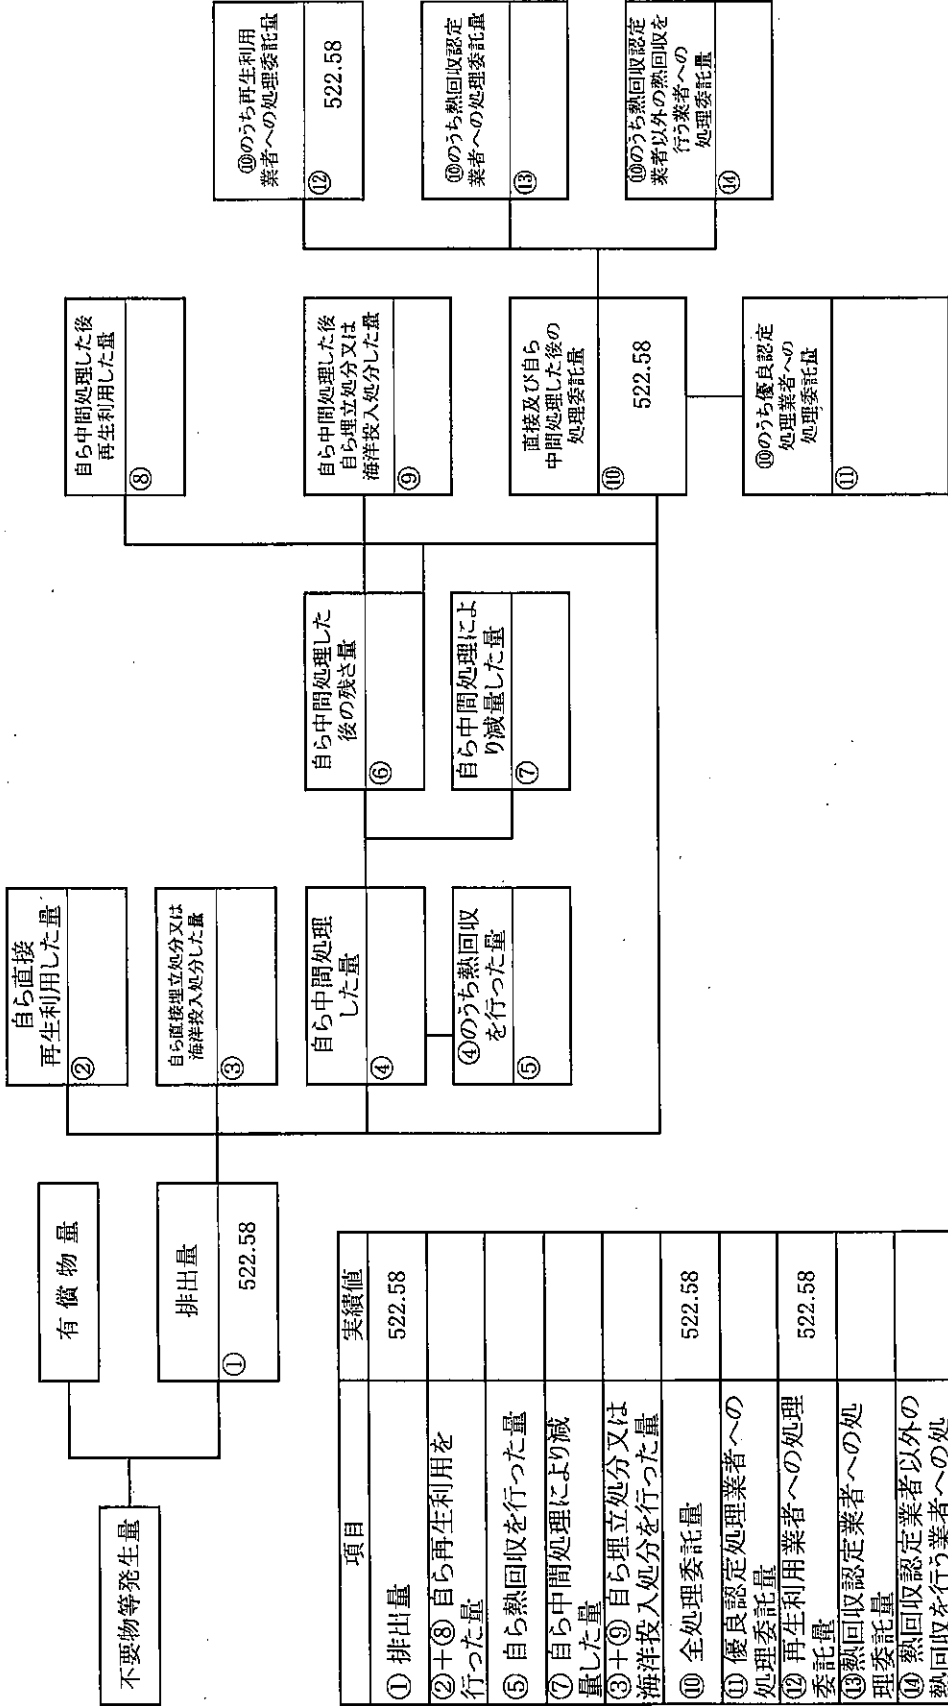 不要物等発生量
有償物量
排出量
①
522.58
自ら直接
再生利用した量
②
自ら直接埋立処分又は
海洋投入処分した量
③
自ら中間処理
した量
④
④のうち熱回収
を行った量
⑤
自ら中間処理した
後の残さ量
⑥
自ら中間処理によ
り減量した量
⑦
自ら中間処理した後
再生利用した量
⑧
自ら中間処理した後
自ら埋立処分又は
海洋投入処分した量
⑨
直接及び自ら
中間処理した後の
処理委託量
⑩
522.58
⑩のうち優良認定
処理業者への
処理委託量
⑪
⑩のうち再生利用
業者への処理委託量
⑫
522.58
⑩のうち熱回収認定
業者への処理委託量
⑬
⑩のうち熱回収認定
業者以外の熱回収を
行う業者への
処理委託量
⑭
項目 実績値
① 排出量 522.58
②+⑧ 自ら再生利用を
行った量
⑤ 自ら熱回収を行った量
⑦ 自ら中間処理により減
量した量
③+⑨ 自ら埋立処分又は
海洋投入処分を行った量
⑩ 全処理委託量 522.58
⑪ 優良認定処理業者への
処理委託量
⑫ 再生利用業者への処理
委託量 522.58
⑬熱回収認定業者への処
理委託量
⑭ 熱回収認定業者以外の
熱回収を行う業者への処